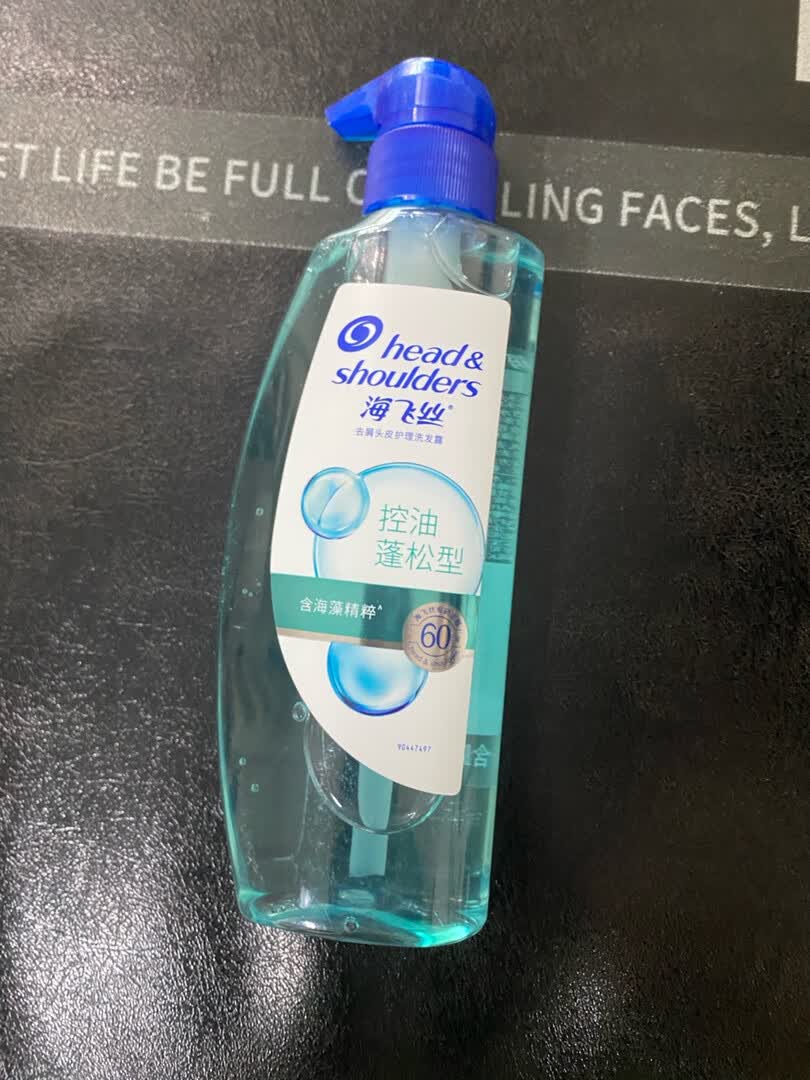 ET LIFE BE FULL
LING FACES, L
head&
shoulders
海飞丝®
去屑头皮护理洗发露
控油
蓬松型
含海藻精粹^
60
90447497